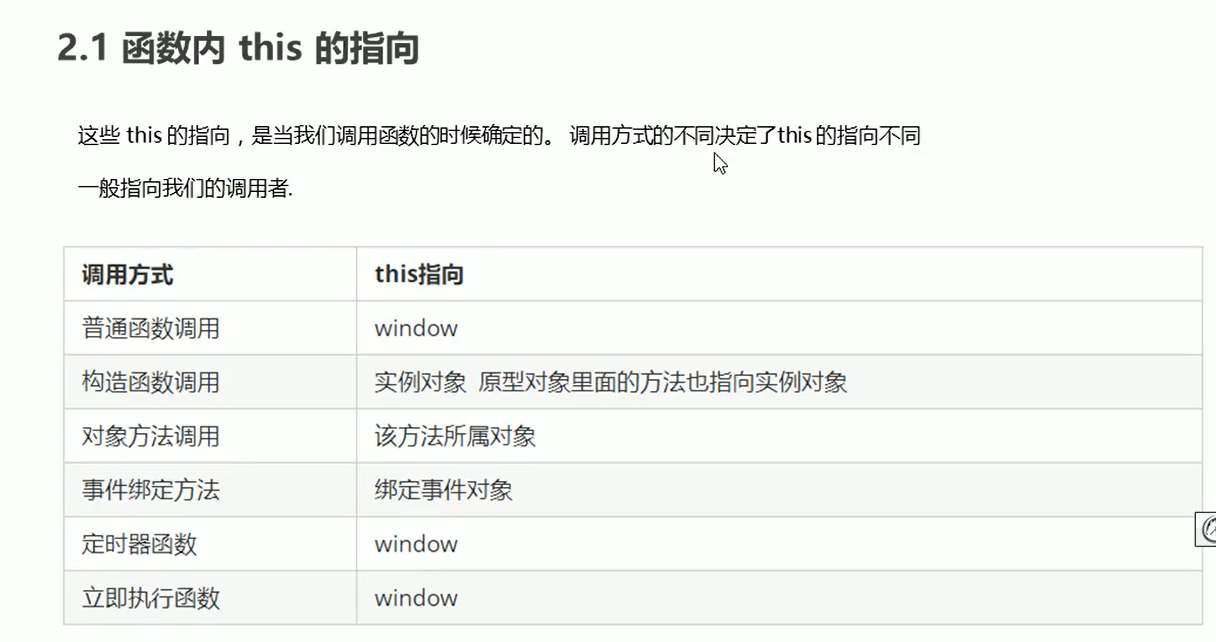 2.1 函数内 this 的指向
这些 this 的指向，是当我们调用函数的时候确定的。 调用方式的不同决定了this 的指向不同
一般指向我们的调用者.
调用方式 this指向
普通函数调用 window
构造函数调用 实例对象 原型对象里面的方法也指向实例对象
对象方法调用 该方法所属对象
事件绑定方法 绑定事件对象
定时器函数 window
立即执行函数 window